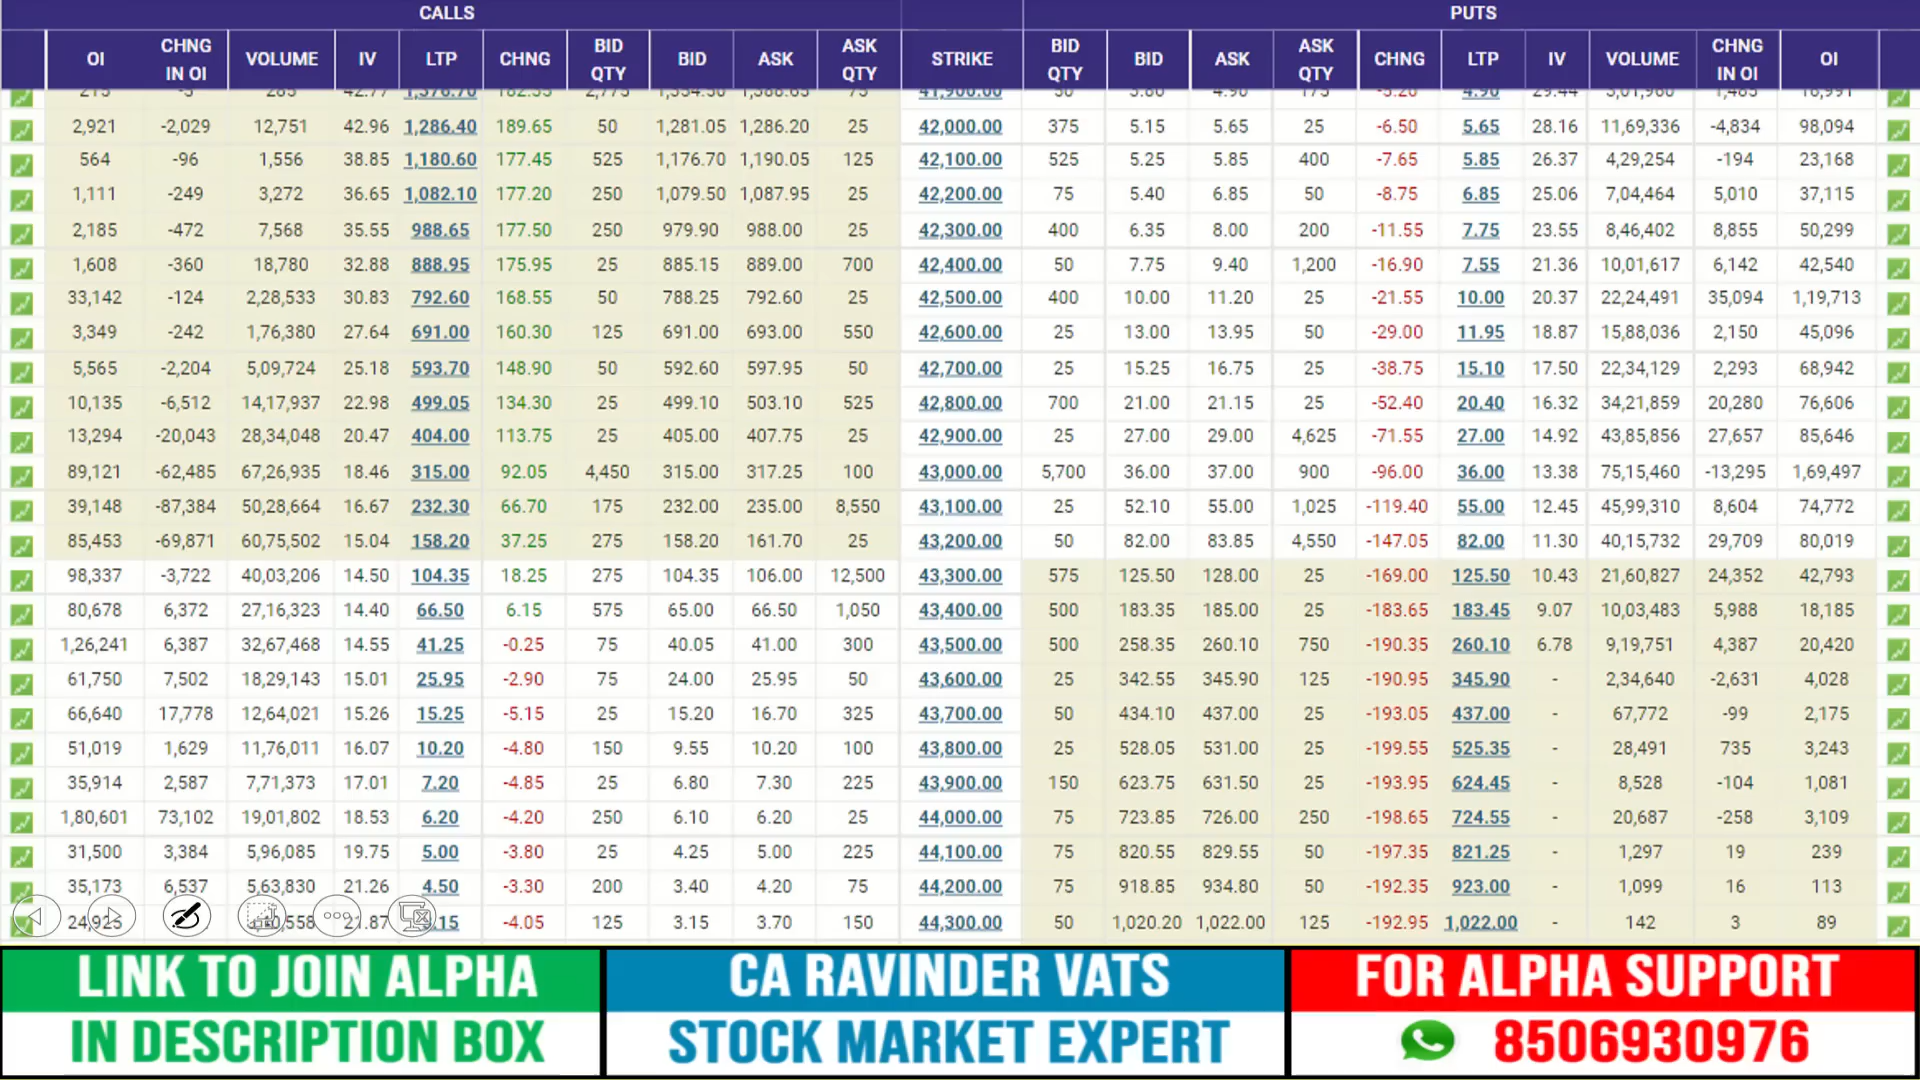 CALLS PUTS
OI CHNG IN OI VOLUME IV LTP CHNG BID QTY BID ASK ASK QTY STRIKE BID QTY BID ASK ASK QTY CHNG LTP IV VOLUME CHNG IN OI OI
2,921 -2,029 12,751 42.96 1,286.40 189.65 50 1,281.05 1,286.20 25 42,000.00 375 5.15 5.65 25 -6.50 5.65 28.16 11,69,336 -4,834 98,094
564 -96 1,556 38.85 1,180.60 177.45 525 1,176.70 1,190.05 125 42,100.00 525 5.25 5.85 400 -7.65 5.85 26.37 4,29,254 -194 23,168
1,111 -249 3,272 36.65 1,082.10 177.20 250 1,079.50 1,087.95 25 42,200.00 75 5.40 6.85 50 -8.75 6.85 25.06 7,04,464 5,010 37,115
2,185 -472 7,568 35.55 988.65 177.50 250 979.90 988.00 25 42,300.00 400 6.35 8.00 200 -11.55 7.75 23.55 8,46,402 8,855 50,299
1,608 -360 18,780 32.88 888.95 175.95 25 885.15 889.00 700 42,400.00 50 7.75 9.40 1,200 -16.90 7.55 21.36 10,01,617 6,142 42,540
33,142 -124 2,28,533 30.83 792.60 168.55 50 788.25 792.60 25 42,500.00 400 10.00 11.20 25 -21.55 10.00 20.37 22,24,491 35,094 1,19,713
3,349 -242 1,76,380 27.64 691.00 160.30 125 691.00 693.00 550 42,600.00 25 13.00 13.95 50 -29.00 11.95 18.87 15,88,036 2,150 45,096
5,565 -2,204 5,09,724 25.18 593.70 148.90 50 592.60 597.95 50 42,700.00 25 15.25 16.75 25 -38.75 15.10 17.50 22,34,129 2,293 68,942
10,135 -6,512 14,17,937 22.98 499.05 134.30 25 499.10 503.10 525 42,800.00 700 21.00 21.15 25 -52.40 20.40 16.32 34,21,859 20,280 76,606
13,294 -20,043 28,34,048 20.47 404.00 113.75 25 405.00 407.75 25 42,900.00 25 27.00 29.00 4,625 -71.55 27.00 14.92 43,85,856 27,657 85,646
89,121 -62,485 67,26,935 18.46 315.00 92.05 4,450 315.00 317.25 100 43,000.00 5,700 36.00 37.00 900 -96.00 36.00 13.38 75,15,460 -13,295 1,69,497
39,148 -87,384 50,28,664 16.67 232.30 66.70 175 232.00 235.00 8,550 43,100.00 25 52.10 55.00 1,025 -119.40 55.00 12.45 45,99,310 8,604 74,772
85,453 -69,871 60,75,502 15.04 158.20 37.25 275 158.20 161.70 25 43,200.00 50 82.00 83.85 4,550 -147.05 82.00 11.30 40,15,732 29,709 80,019
98,337 -3,722 40,03,206 14.50 104.35 18.25 275 104.35 106.00 12,500 43,300.00 575 125.50 128.00 25 -169.00 125.50 10.43 21,60,827 24,352 42,793
80,678 6,372 27,16,323 14.40 66.50 6.15 575 65.00 66.50 1,050 43,400.00 500 183.35 185.00 25 -183.65 183.45 9.07 10,03,483 5,988 18,185
1,26,241 6,387 32,67,468 14.55 41.25 -0.25 75 40.05 41.00 300 43,500.00 500 258.35 260.10 750 -190.35 260.10 6.78 9,19,751 4,387 20,420
61,750 7,502 18,29,143 15.01 25.95 -2.90 75 24.00 25.95 50 43,600.00 25 342.55 345.90 125 -190.95 345.90 - 2,34,640 -2,631 4,028
66,640 17,778 12,64,021 15.26 15.25 -5.15 25 15.20 16.70 325 43,700.00 50 434.10 437.00 25 -193.05 437.00 - 67,772 -99 2,175
51,019 1,629 11,76,011 16.07 10.20 -4.80 150 9.55 10.20 100 43,800.00 25 528.05 531.00 25 -199.55 525.35 - 28,491 735 3,243
35,914 2,587 7,71,373 17.01 7.20 -4.85 25 6.80 7.30 225 43,900.00 150 623.75 631.50 25 -193.95 624.45 - 8,528 -104 1,081
1,80,601 73,102 19,01,802 18.53 6.20 -4.20 250 6.10 6.20 25 44,000.00 75 723.85 726.00 250 -198.65 724.55 - 20,687 -258 3,109
31,500 3,384 5,96,085 19.75 5.00 -3.80 25 4.25 5.00 225 44,100.00 75 820.55 829.55 50 -197.35 821.25 - 1,297 19 239
35,173 6,537 5,63,830 21.26 4.50 -3.30 200 3.40 4.20 75 44,200.00 75 918.85 934.80 50 -192.35 923.00 - 1,099 16 113
24,925 -4.05 125 3.15 3.70 150 44,300.00 50 1,020.20 1,022.00 125 -192.95 1,022.00 - 142 3 89
LINK TO JOIN ALPHA
IN DESCRIPTION BOX
CA RAVINDER VATS
STOCK MARKET EXPERT
FOR ALPHA SUPPORT
8506930976